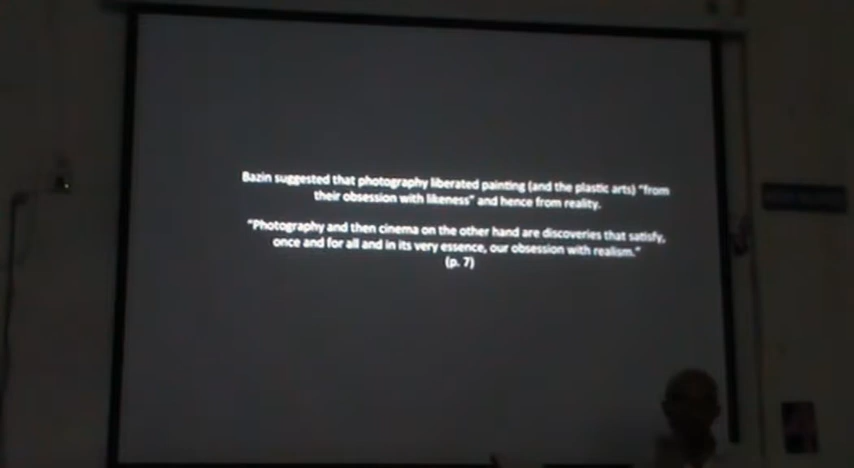 Bazin suggested that photography liberated painting (and the plastic arts) "from
their obsession with likeness" and hence from reality.
"Photography and then cinema on the other hand are discoveries that satisfy,
once and for all and in its very essence, our obsession with realism."
(p. 7)